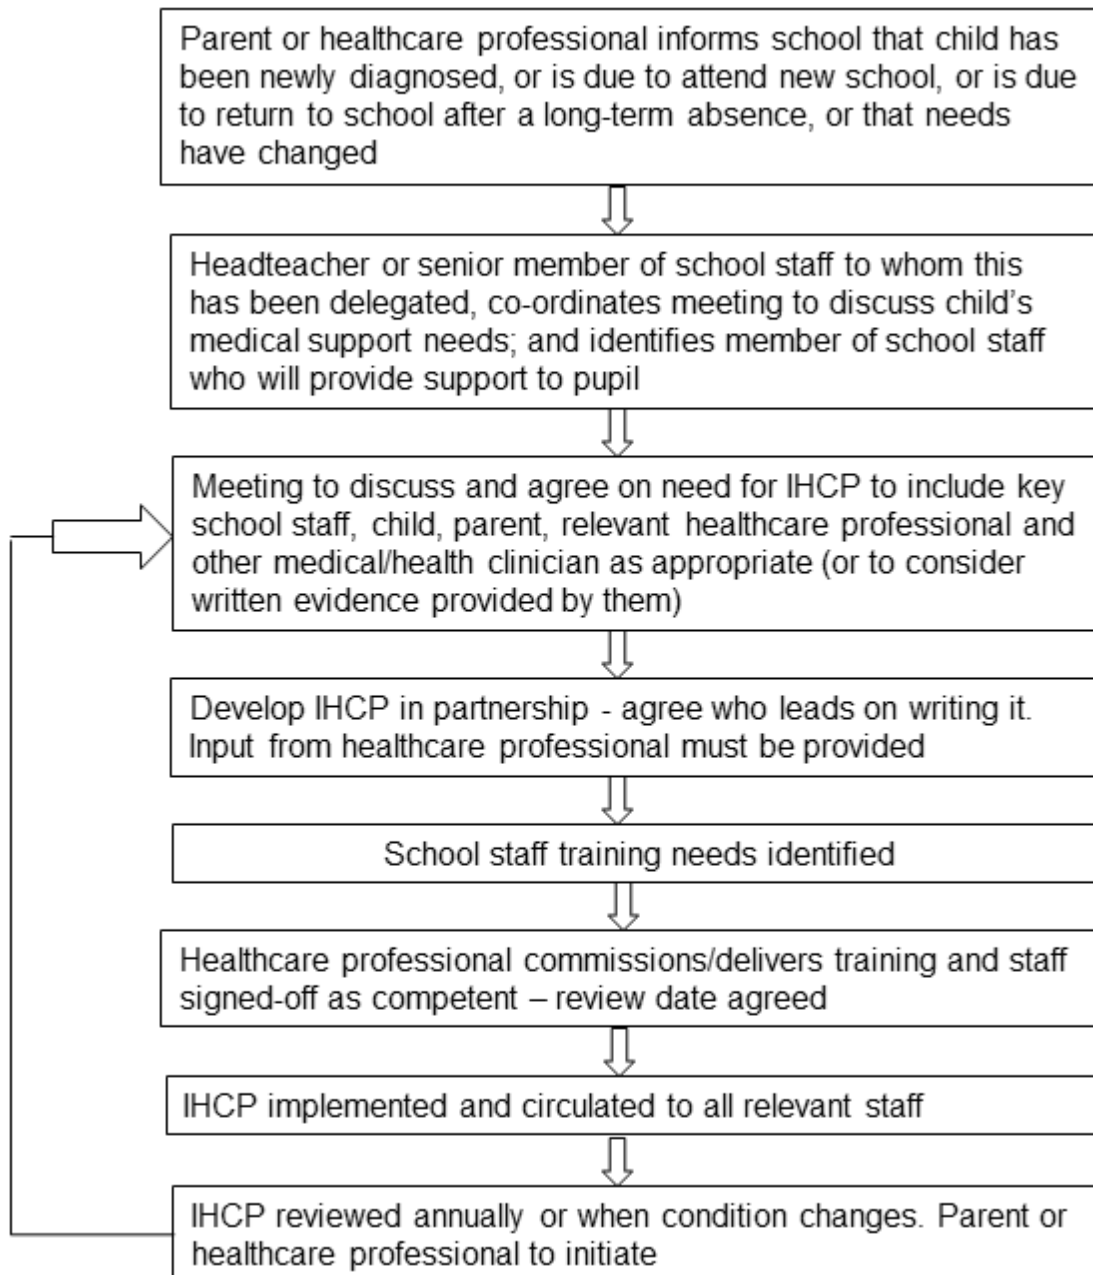 Parent or healthcare professional informs school that child has
been newly diagnosed, or is due to attend new school, or is due
to return to school after a long-term absence, or that needs
have changed
Headteacher or senior member of school staff to whom this
has been delegated, co-ordinates meeting to discuss child's
medical support needs; and identifies member of school staff
who will provide support to pupil
Meeting to discuss and agree on need for IHCP to include key
school staff, child, parent, relevant healthcare professional and
other medical/health clinician as appropriate (or to consider
written evidence provided by them)
Develop IHCP in partnership - agree who leads on writing it.
Input from healthcare professional must be provided
School staff training needs identified
Healthcare professional commissions/delivers training and staff
signed-off as competent – review date agreed
IHCP implemented and circulated to all relevant staff
IHCP reviewed annually or when condition changes. Parent or
healthcare professional to initiate